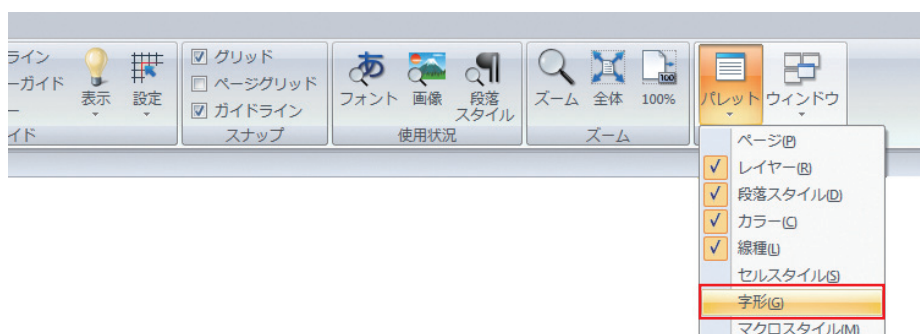 ライン
ーガイド
ー
表示
設定
イド
グリッド
ページグリッド
ガイドライン
スナップ
あ
フォント
画像
段落
スタイル
使用状況
ズーム
全体
100
100%
ズーム
パレット
ウィンドウ
ページ(P)
レイヤー(R)
段落スタイル(D)
カラー(C)
線種(L)
セルスタイル(S)
字形(G)
マクロスタイル(M)